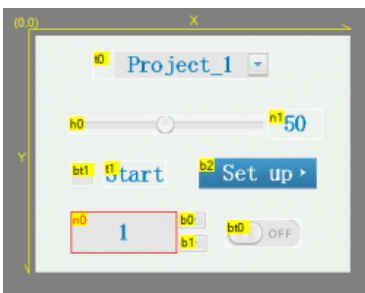 (0,0) X
t0 Project_1
h0 n1 50
Y
bt1 t1 Start b2 Set up
n0 1 b0
b1
bt0 OFF